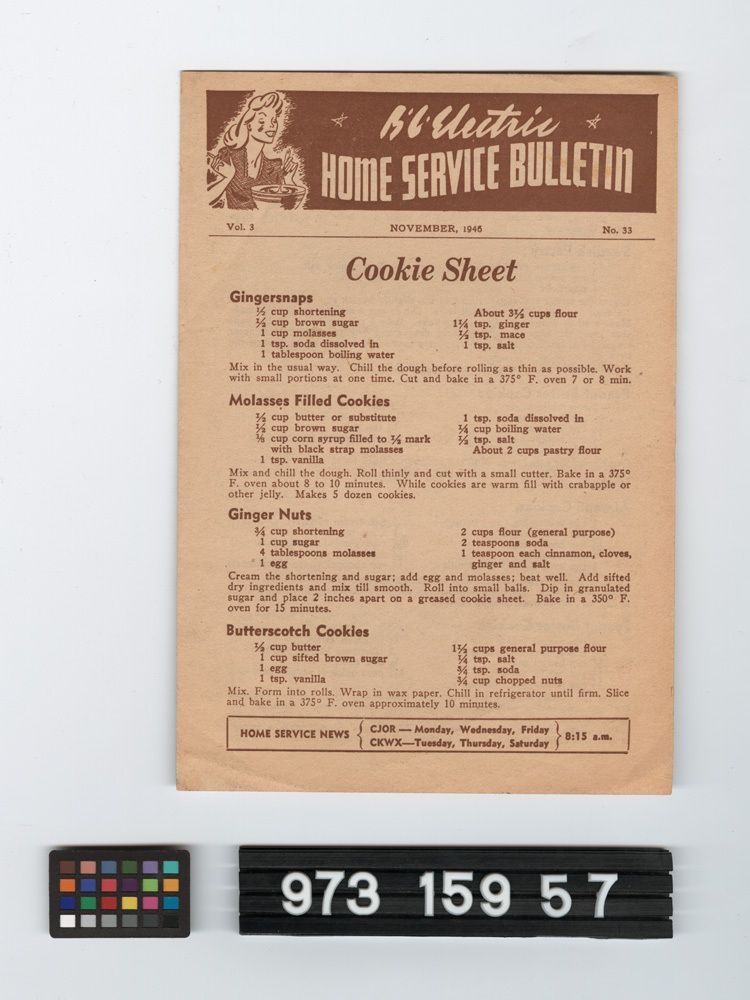 B.C. Electric
HOME SERVICE BULLETIN
Vol. 3 NOVEMBER, 1946 No. 33
Cookie Sheet
Gingersnaps
½ cup shortening
½ cup brown sugar
1 cup molasses
1 tsp. soda dissolved in
1 tablespoon boiling water
About 3½ cups flour
1¼ tsp. ginger
½ tsp. mace
1 tsp. salt
Mix in the usual way. Chill the dough before rolling as thin as possible. Work
with small portions at one time. Cut and bake in a 375° F. oven 7 or 8 min.
Molasses Filled Cookies
½ cup butter or substitute
½ cup brown sugar
⅓ cup corn syrup filled to ½ mark
with black strap molasses
1 tsp. vanilla
1 tsp. soda dissolved in
¼ cup boiling water
½ tsp. salt
About 2 cups pastry flour
Mix and chill the dough. Roll thinly and cut with a small cutter. Bake in a 375°
F. oven about 8 to 10 minutes. While cookies are warm fill with crabapple or
other jelly. Makes 5 dozen cookies.
Ginger Nuts
¾ cup shortening
1 cup sugar
4 tablespoons molasses
1 egg
2 cups flour (general purpose)
2 teaspoons soda
1 teaspoon each cinnamon, cloves,
ginger and salt
Cream the shortening and sugar; add egg and molasses; beat well. Add sifted
dry ingredients and mix till smooth. Roll into small balls. Dip in granulated
sugar and place 2 inches apart on a greased cookie sheet. Bake in a 350° F.
oven for 15 minutes.
Butterscotch Cookies
½ cup butter
1 cup sifted brown sugar
1 egg
1 tsp. vanilla
1½ cups general purpose flour
¼ tsp. salt
¾ tsp. soda
¾ cup chopped nuts
Mix. Form into rolls. Wrap in wax paper. Chill in refrigerator until firm. Slice
and bake in a 375° F. oven approximately 10 minutes.
HOME SERVICE NEWS { CJOR — Monday, Wednesday, Friday
CKWX—Tuesday, Thursday, Saturday } 8:15 a.m.
973 159 57